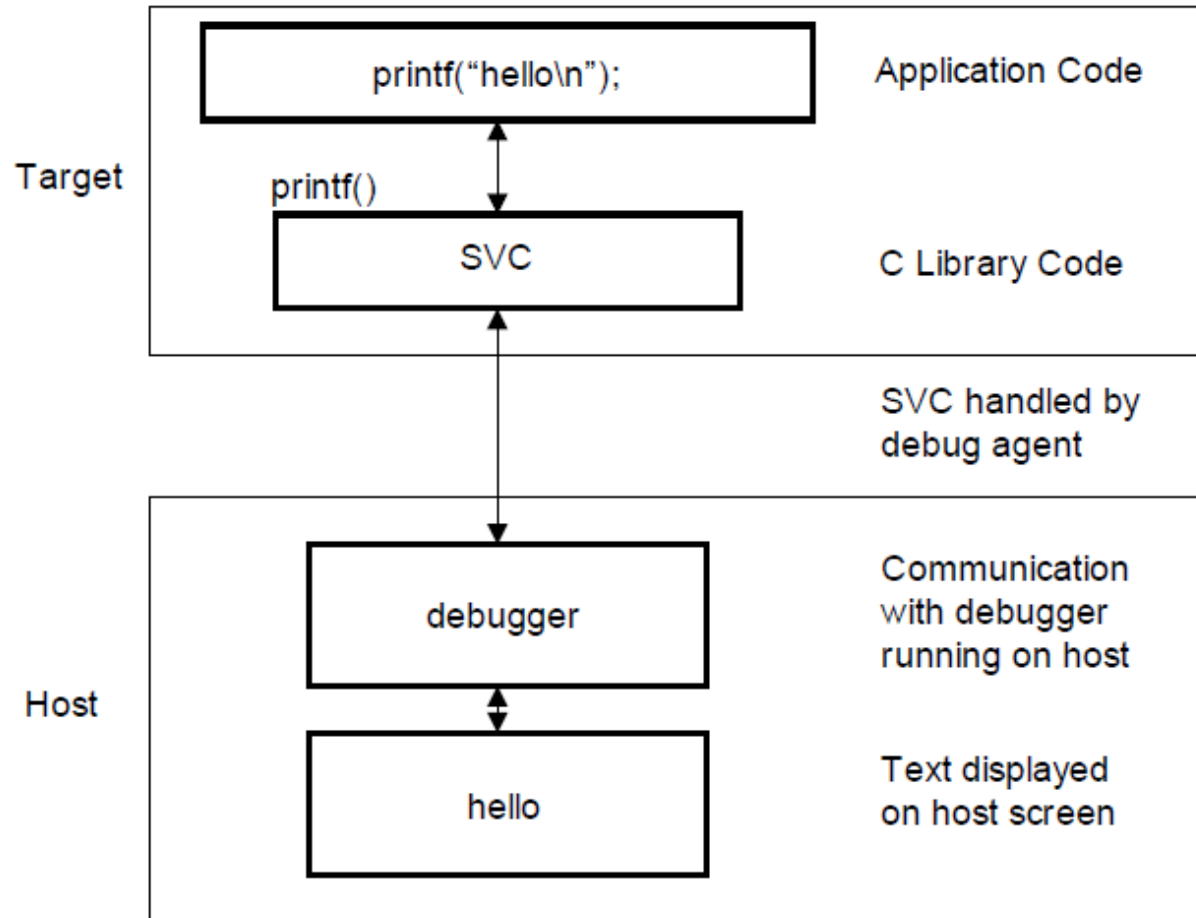 printf(“hello\n”);
Application Code
Target
printf()
SVC
C Library Code
SVC handled by
debug agent
debugger
Communication
with debugger
running on host
Host
hello
Text displayed
on host screen